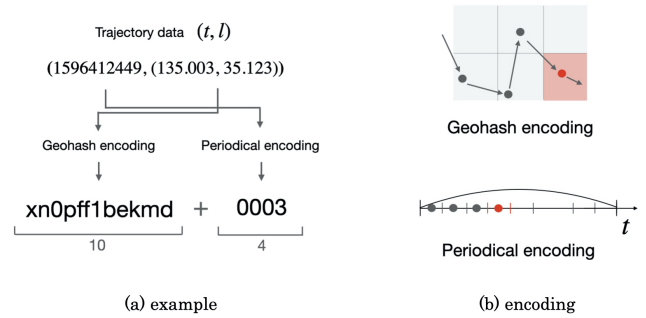 Trajectory data (t, l)
(1596412449, (135.003, 35.123))
Geohash encoding Periodical encoding
xn0pff1bekmd + 0003
10 4
(a) example
Geohash encoding
t
Periodical encoding
(b) encoding